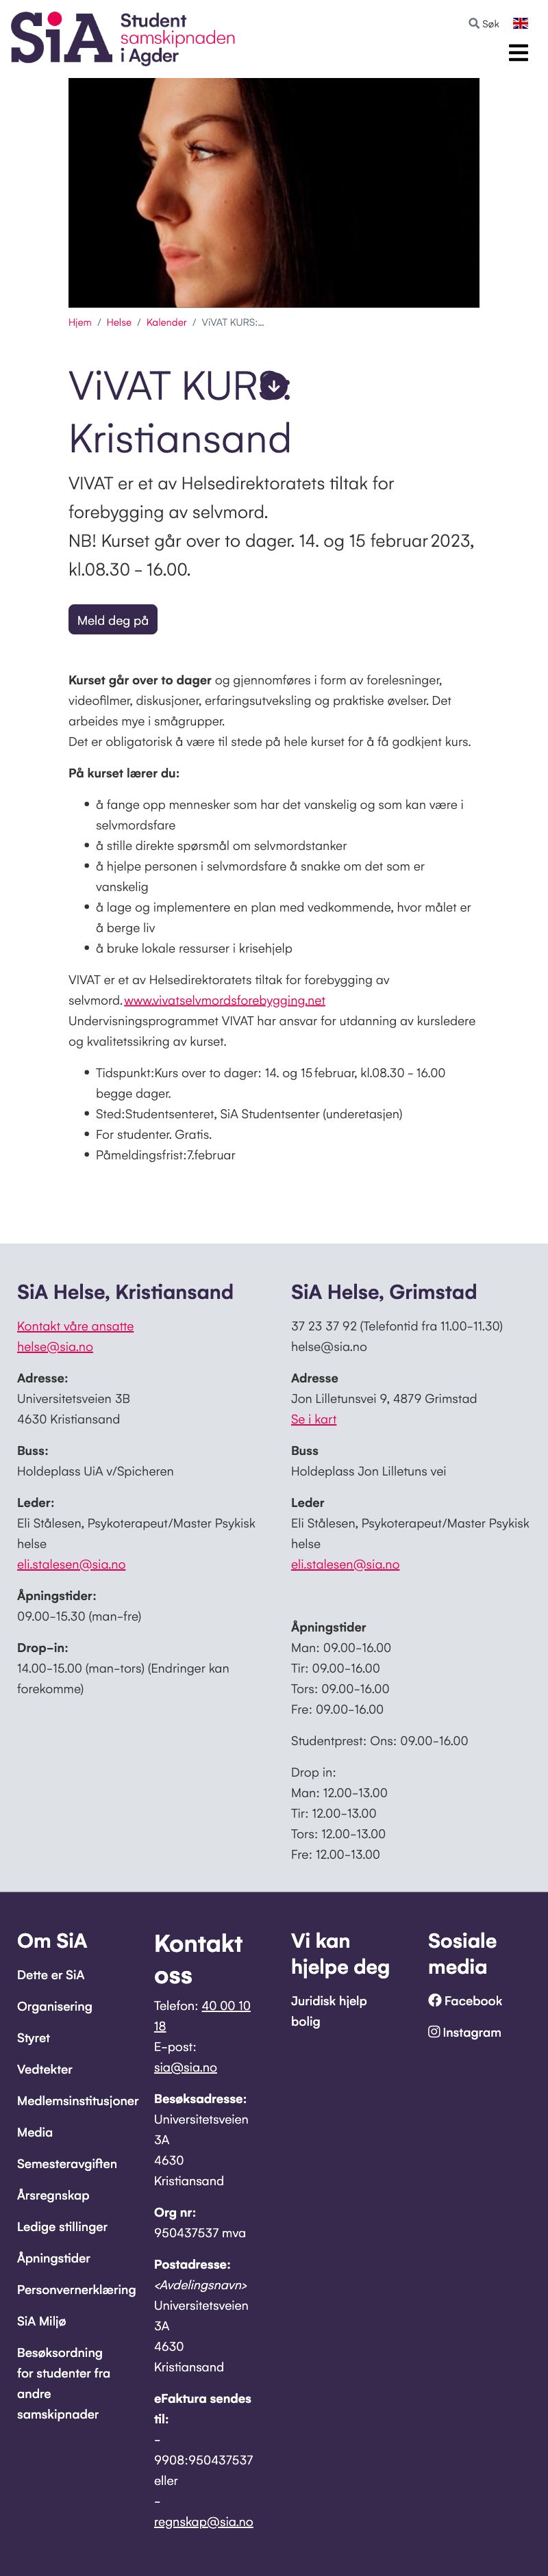 SiA Student
samskipnaden
i Agder
Søk
Hjem / Helse / Kalender / ViVAT KURS:...
ViVAT KURS:
Kristiansand
VIVAT er et av Helsedirektoratets tiltak for
forebygging av selvmord.
NB! Kurset går over to dager. 14. og 15 februar 2023,
kl.08.30 - 16.00.
Meld deg på
Kurset går over to dager og gjennomføres i form av forelesninger,
videofilmer, diskusjoner, erfaringsutveksling og praktiske øvelser. Det
arbeides mye i smågrupper.
Det er obligatorisk å være til stede på hele kurset for å få godkjent kurs.
På kurset lærer du:
• å fange opp mennesker som har det vanskelig og som kan være i
selvmordsfare
• å stille direkte spørsmål om selvmordstanker
• å hjelpe personen i selvmordsfare å snakke om det som er
vanskelig
• å lage og implementere en plan med vedkommende, hvor målet er
å berge liv
• å bruke lokale ressurser i krisehjelp
VIVAT er et av Helsedirektoratets tiltak for forebygging av
selvmord. www.vivatselvmordsforebygging.net
Undervisningsprogrammet VIVAT har ansvar for utdanning av kursledere
og kvalitetssikring av kurset.
• Tidspunkt:Kurs over to dager: 14. og 15 februar, kl.08.30 - 16.00
begge dager.
• Sted:Studentsenteret, SiA Studentsenter (underetasjen)
• For studenter. Gratis.
• Påmeldingsfrist:7.februar
SiA Helse, Kristiansand
Kontakt våre ansatte
helse@sia.no
Adresse:
Universitetsveien 3B
4630 Kristiansand
Buss:
Holdeplass UiA v/Spicheren
Leder:
Eli Stålesen, Psykoterapeut/Master Psykisk
helse
eli.stalesen@sia.no
Åpningstider:
09.00-15.30 (man-fre)
Drop-in:
14.00-15.00 (man-tors) (Endringer kan
forekomme)
SiA Helse, Grimstad
37 23 37 92 (Telefontid fra 11.00-11.30)
helse@sia.no
Adresse
Jon Lilletunsvei 9, 4879 Grimstad
Se i kart
Buss
Holdeplass Jon Lilletuns vei
Leder
Eli Stålesen, Psykoterapeut/Master Psykisk
helse
eli.stalesen@sia.no
Åpningstider
Man: 09.00-16.00
Tir: 09.00-16.00
Tors: 09.00-16.00
Fre: 09.00-16.00
Studentprest: Ons: 09.00-16.00
Drop in:
Man: 12.00-13.00
Tir: 12.00-13.00
Tors: 12.00-13.00
Fre: 12.00-13.00
Om SiA
Dette er SiA
Organisering
Styret
Vedtekter
Medlemsinstitusjoner
Media
Semesteravgiften
Årsregnskap
Ledige stillinger
Åpningstider
Personvernerklæring
SiA Miljø
Besøksordning
for studenter fra
andre
samskipnader
Kontakt
oss
Telefon: 40 00 10
18
E-post:
sia@sia.no
Besøksadresse:
Universitetsveien
3A
4630
Kristiansand
Org nr:
950437537 mva
Postadresse:
<Avdelingsnavn>
Universitetsveien
3A
4630
Kristiansand
eFaktura sendes
til:
-
9908:950437537
eller
-
regnskap@sia.no
Vi kan
hjelpe deg
Juridisk hjelp
bolig
Sosiale
media
Facebook
Instagram